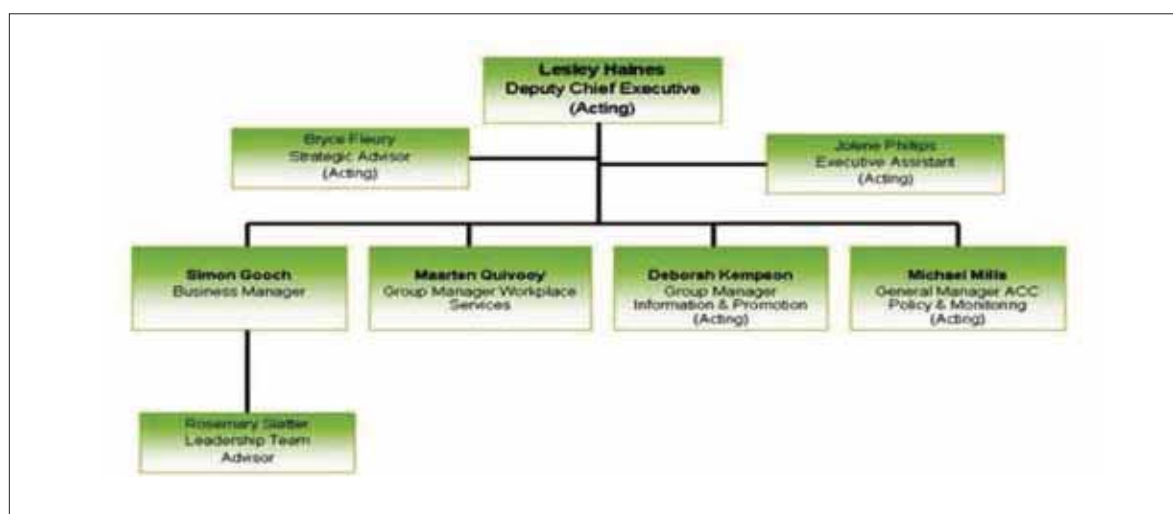 Lesley Haines
Deputy Chief Executive
(Acting)
Bryce Fleury
Strategic Advisor
(Acting)
Jolene Phillips
Executive Assistant
(Acting)
Simon Gooch
Business Manager
Maarten Quivooy
Group Manager Workplace
Services
Deborah Kempson
Group Manager
Information & Promotion
(Acting)
Michael Mills
General Manager ACC
Policy & Monitoring
(Acting)
Rosemary Slatter
Leadership Team
Advisor